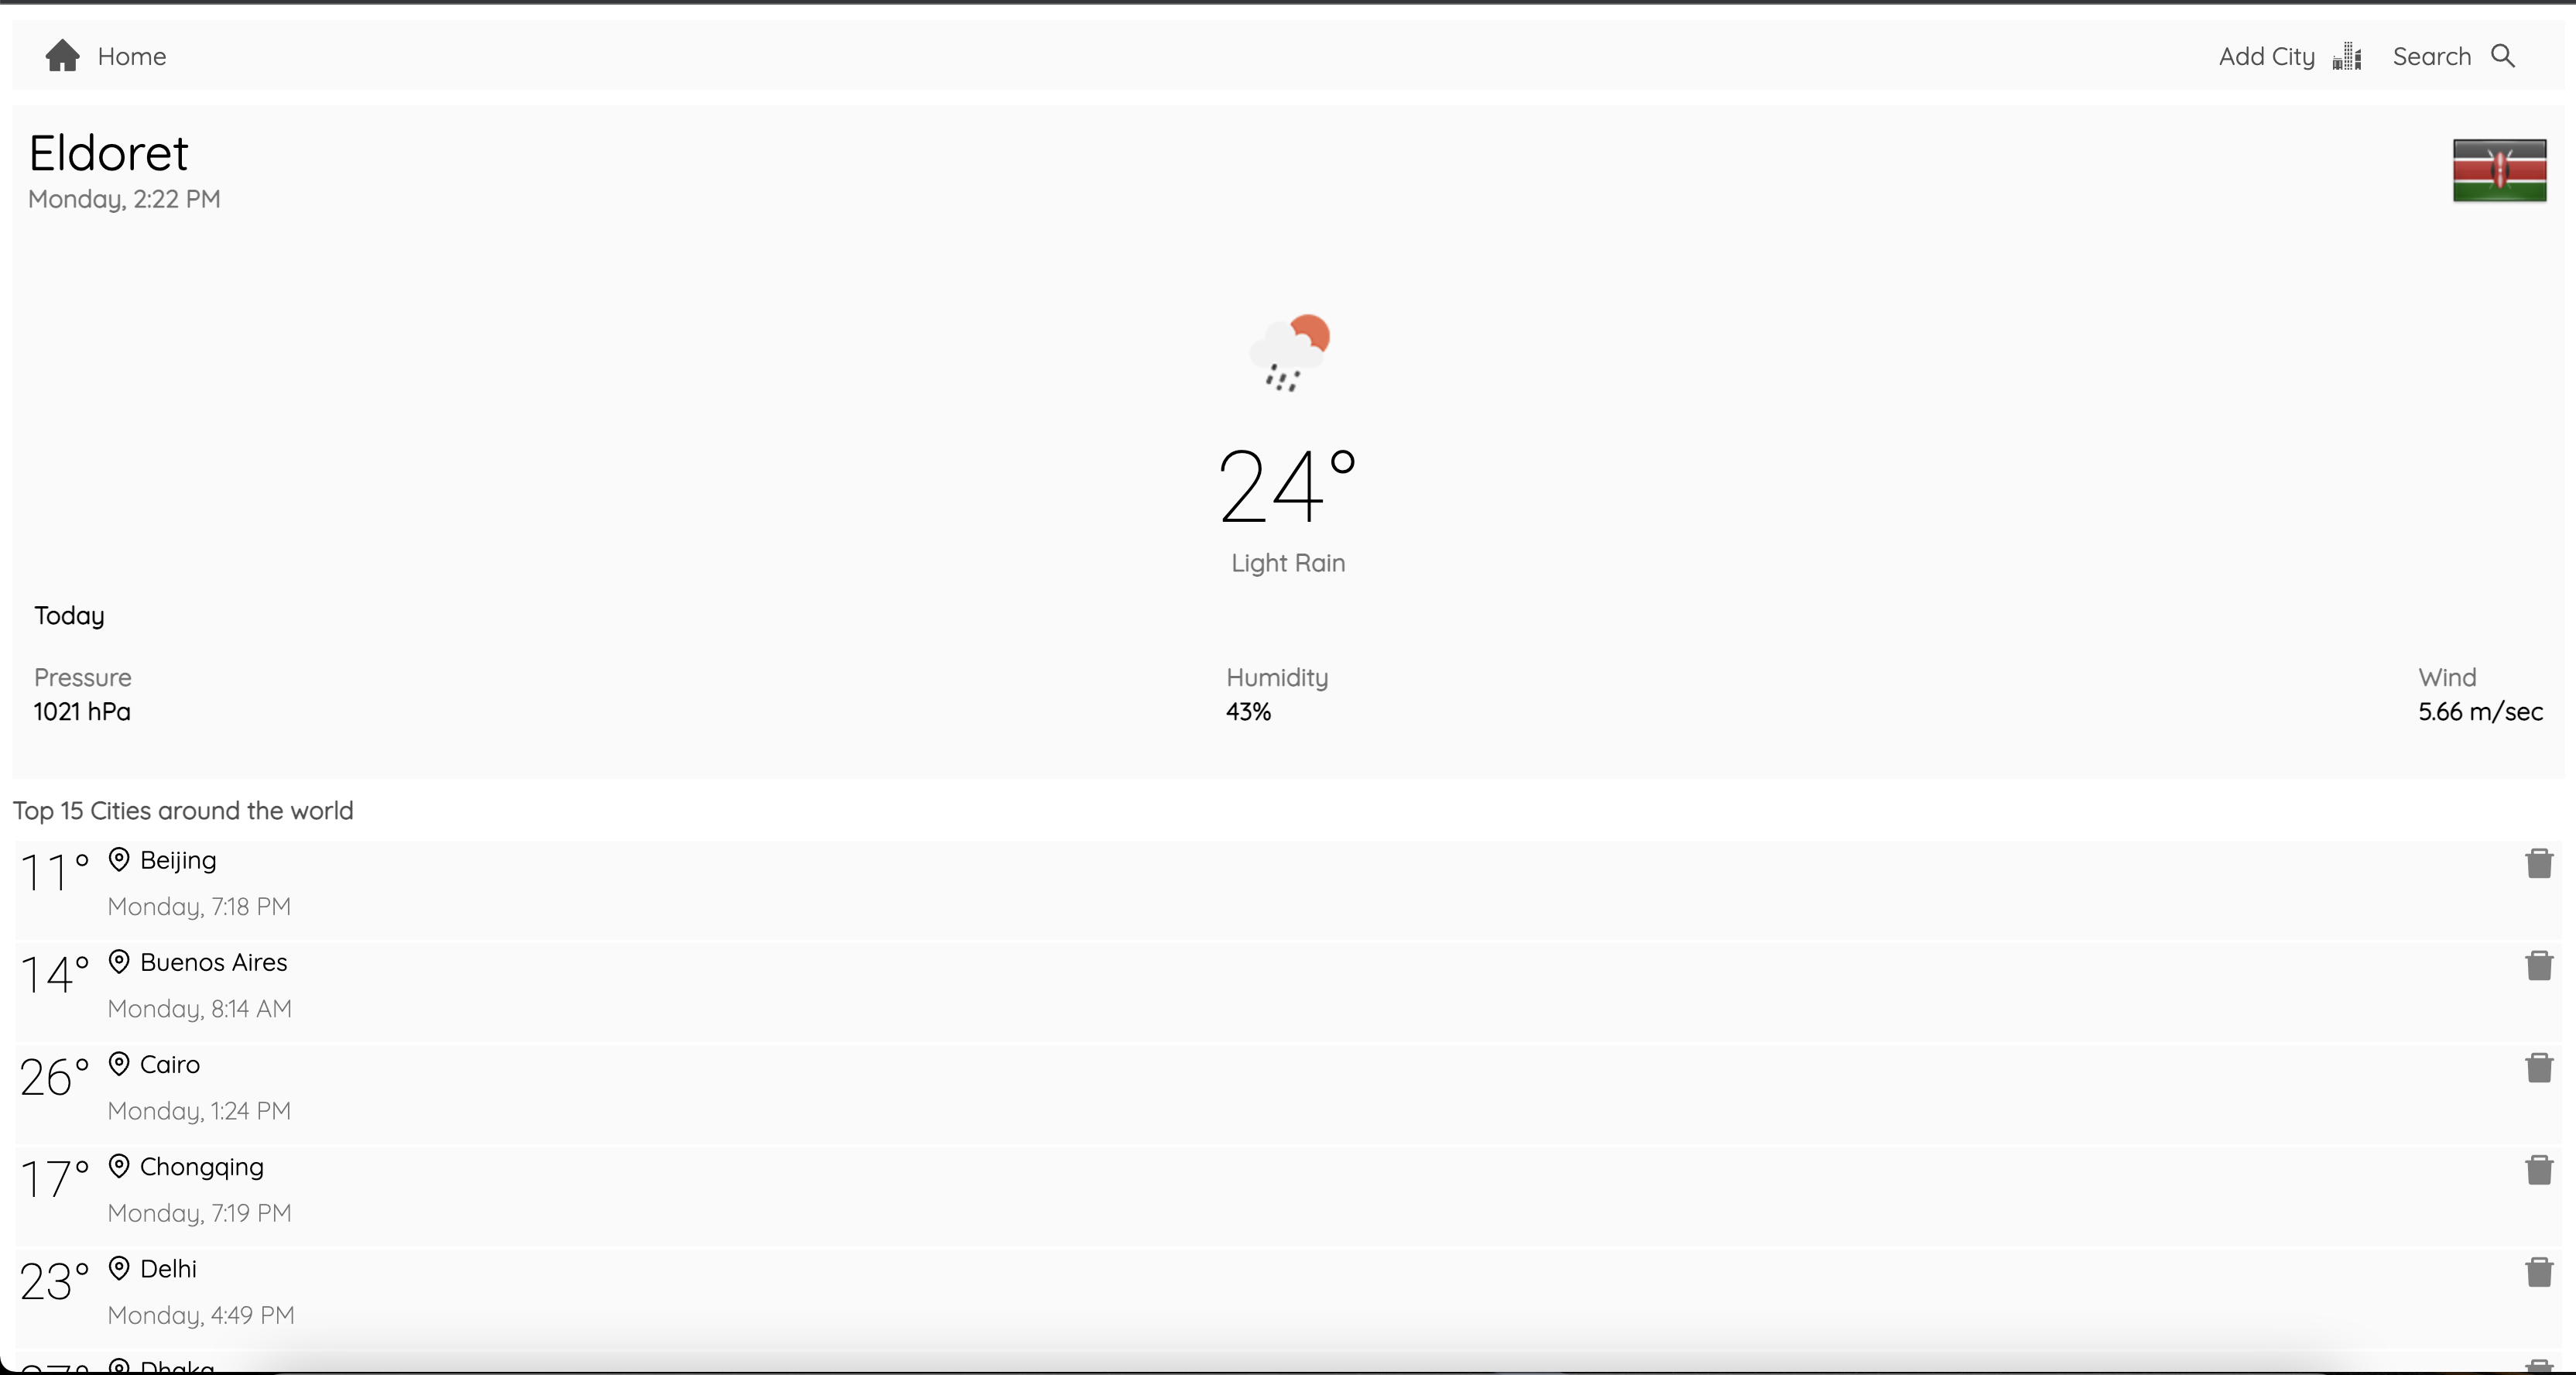 Home
Add City
Search
Eldoret
Monday, 2:22 PM
24°
Light Rain
Today
Pressure
1021 hPa
Humidity
43%
Wind
5.66 m/sec
Top 15 Cities around the world
11° Beijing
Monday, 7:18 PM
14° Buenos Aires
Monday, 8:14 AM
26° Cairo
Monday, 1:24 PM
17° Chongqing
Monday, 7:19 PM
23° Delhi
Monday, 4:49 PM
Dhaka